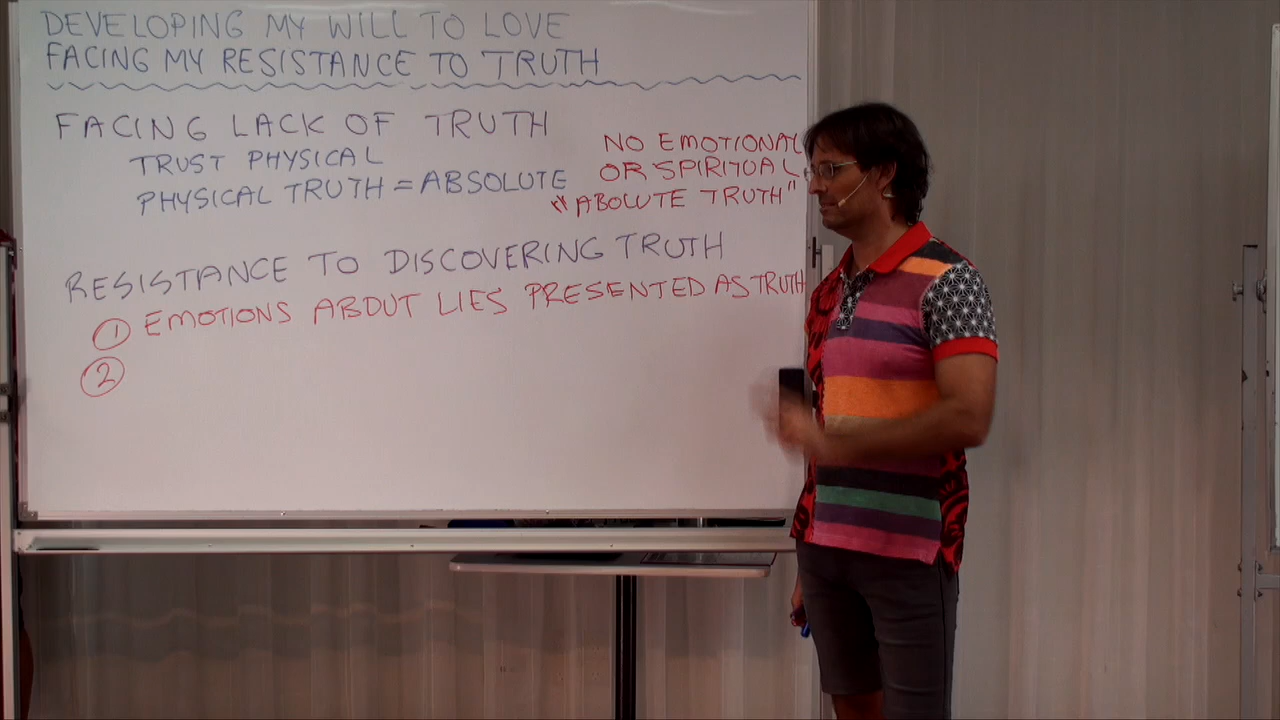 DEVELOPING MY WILL TO LOVE
FACING MY RESISTANCE TO TRUTH
FACING LACK OF TRUTH
TRUST PHYSICAL
PHYSICAL TRUTH = ABSOLUTE
NO EMOTIONAL
OR SPIRITUAL
"ABOLUTE TRUTH"
RESISTANCE TO DISCOVERING TRUTH
① EMOTIONS ABOUT LIES PRESENTED AS TRUTH
②